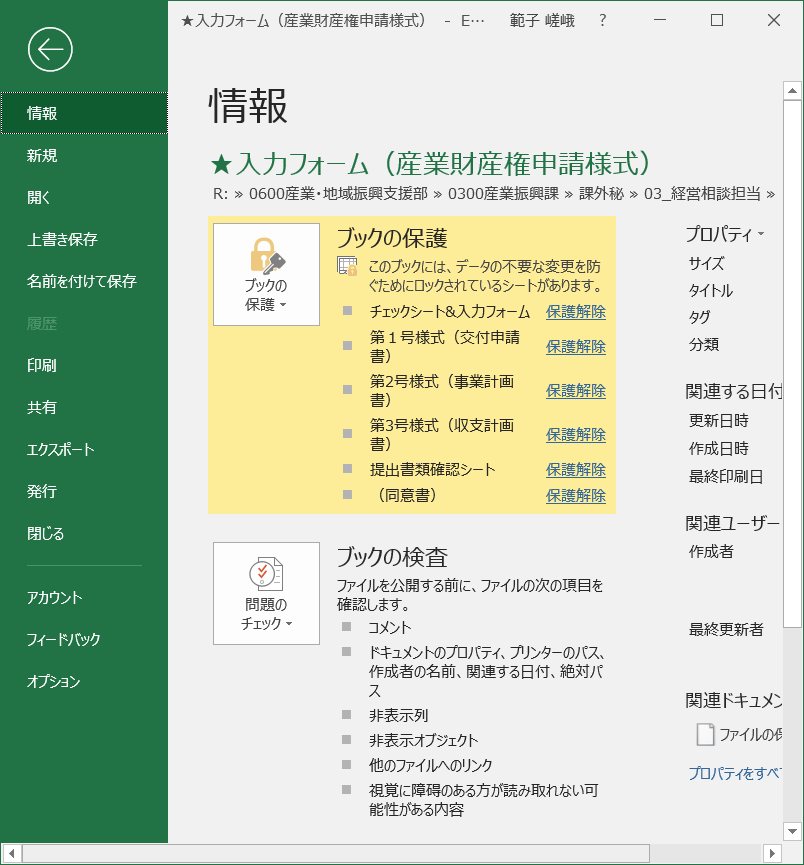 ★入力フォーム（産業財産権申請様式） - E… 範子 嵯峨 ?
情報
新規
開く
上書き保存
名前を付けて保存
履歴
印刷
共有
エクスポート
発行
閉じる
アカウント
フィードバック
オプション
情報
★入力フォーム（産業財産権申請様式）
R: » 0600産業・地域振興支援部 » 0300産業振興課 » 課外秘 » 03_経営相談担当 »
ブックの
保護
ブックの保護
このブックには、データの不要な変更を防
ぐためにロックされているシートがあります。
チェックシート&入力フォーム 保護解除
第１号様式（交付申請
書） 保護解除
第2号様式（事業計画
書） 保護解除
第3号様式（収支計画
書） 保護解除
提出書類確認シート 保護解除
（同意書） 保護解除
問題の
チェック
ブックの検査
ファイルを公開する前に、ファイルの次の項目を
確認します。
コメント
ドキュメントのプロパティ、プリンターのパス、
作成者の名前、関連する日付、絶対パ
ス
非表示列
非表示オブジェクト
他のファイルへのリンク
視覚に障碍のある方が読み取れない可
能性がある内容
プロパティ
サイズ
タイトル
タグ
分類
関連する日付
更新日時
作成日時
最終印刷日
関連ユーザー
作成者
最終更新者
関連ドキュメン
ファイルの保
プロパティをすべ